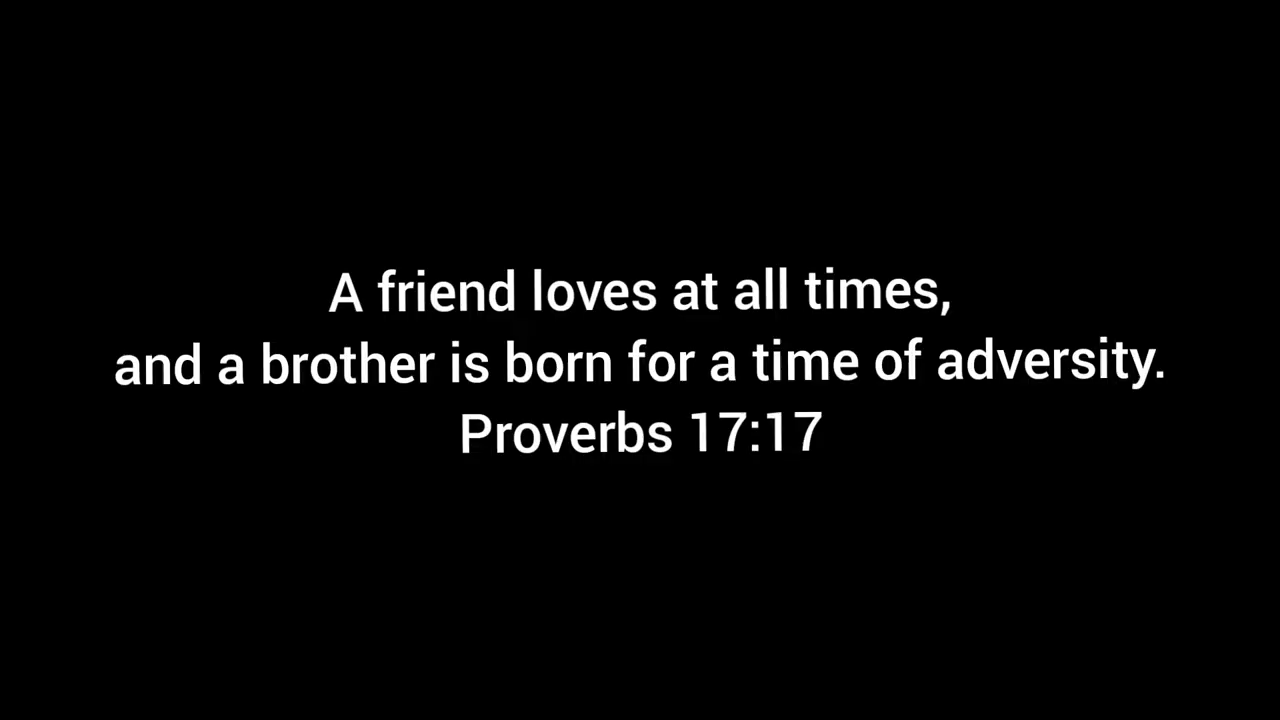 A friend loves at all times,
and a brother is born for a time of adversity.
Proverbs 17:17